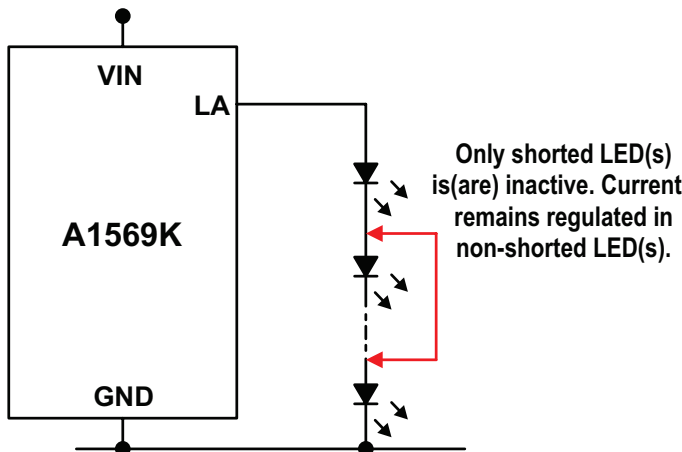 VIN
LA
A1569K
GND
Only shorted LED(s)
is(are) inactive. Current
remains regulated in
non-shorted LED(s).